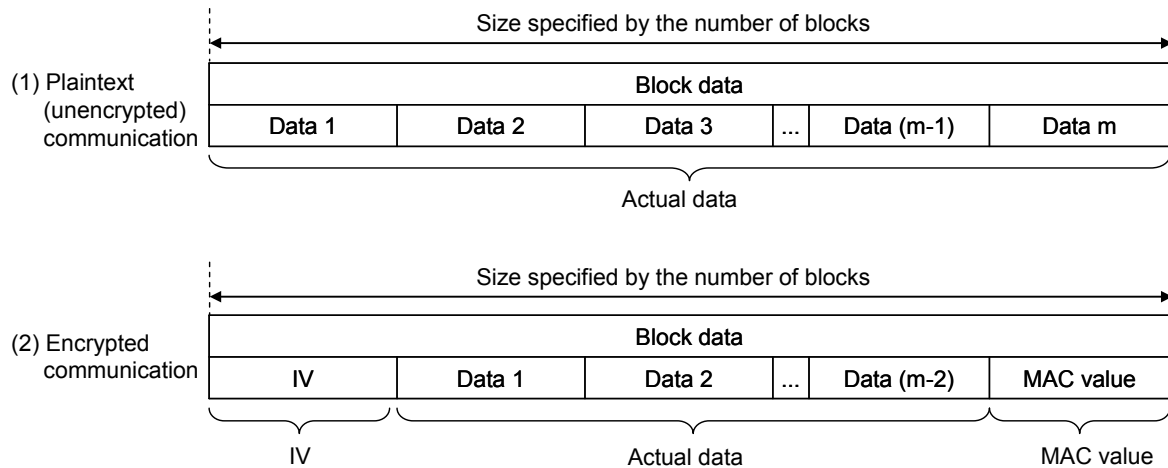 Size specified by the number of blocks
(1) Plaintext
(unencrypted)
communication
Block data
Data 1 Data 2 Data 3 ... Data (m-1) Data m
Actual data
Size specified by the number of blocks
(2) Encrypted
communication
Block data
IV Data 1 Data 2 ... Data (m-2) MAC value
IV Actual data MAC value